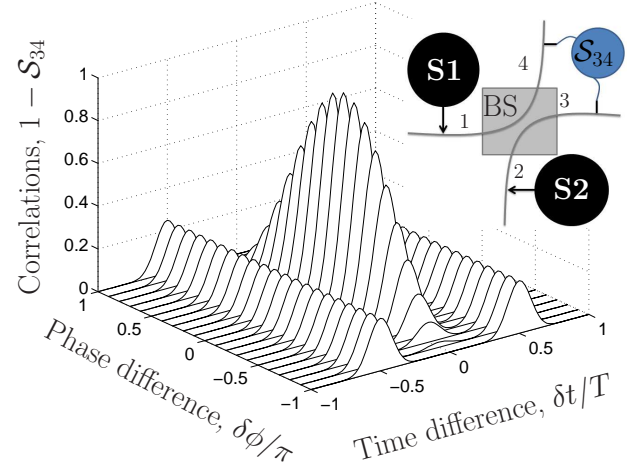 Correlations, 1 − 𝒮₃₄
1
0.8
0.6
0.4
0.2
0
1
0.5
0
−0.5
−1
Phase difference, δϕ/π
−1
−0.5
0
0.5
1
Time difference, δt/T
S1
BS
S2
𝒮₃₄
1
2
3
4